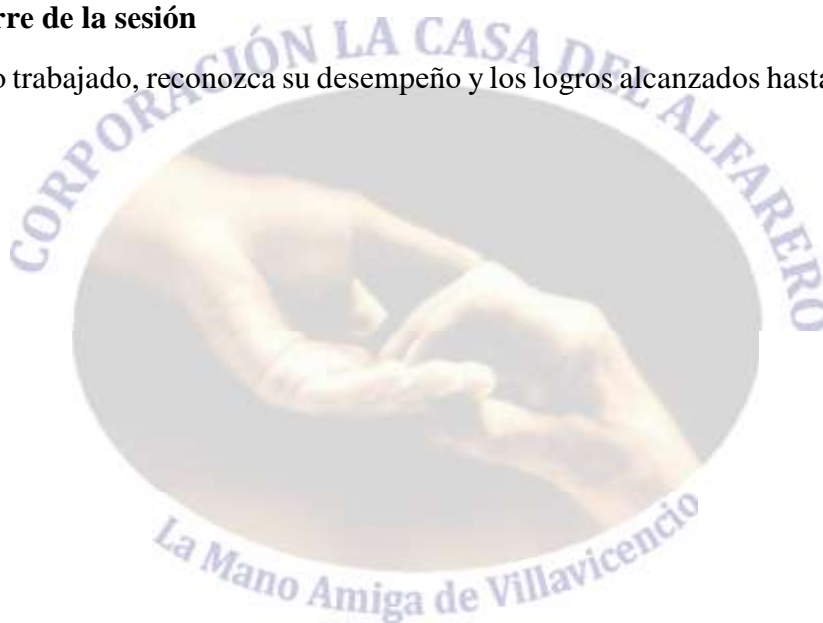 rre de la sesión
o trabajado, reconozca su desempeño y los logros alcanzados hasta
CORPORACIÓN LA CASA DEL ALFARERO
La Mano Amiga de Villavicencio